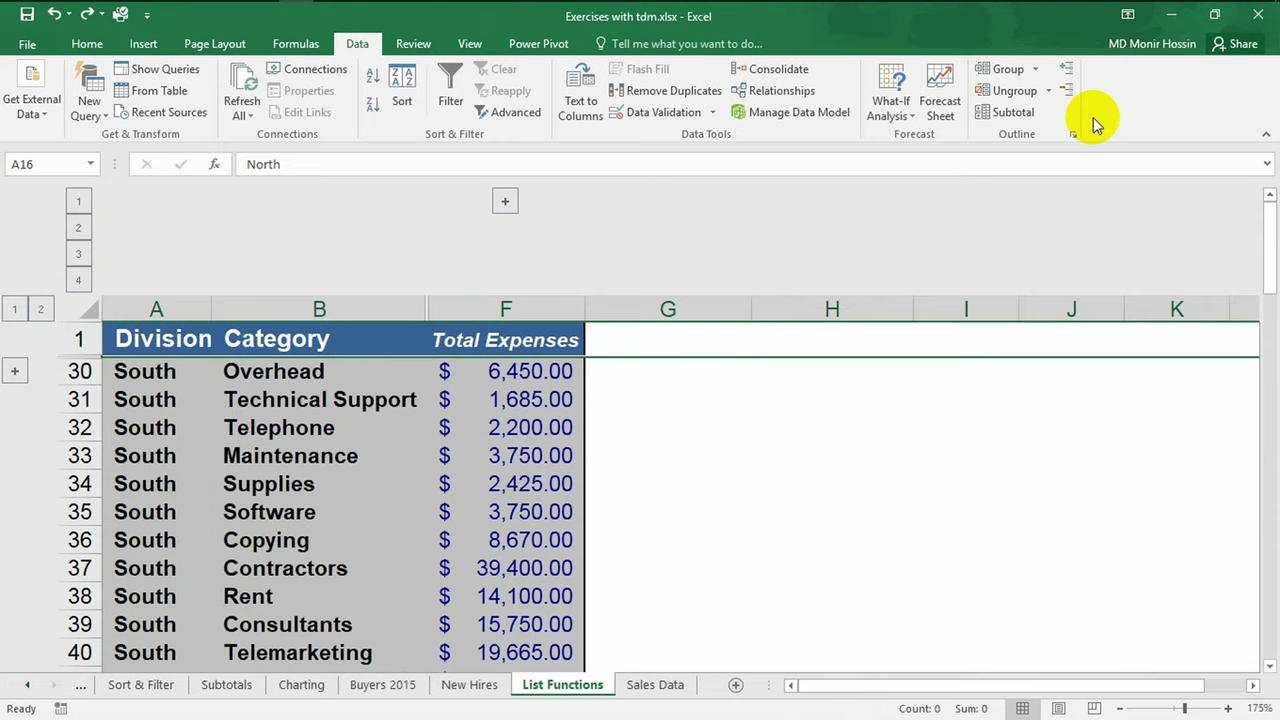 Exercises with tdm.xlsx - Excel
File Home Insert Page Layout Formulas Data Review View Power Pivot Tell me what you want to do... MD Monir Hossin Share
Get External Data
New Query
Show Queries
From Table
Recent Sources
Get & Transform
Refresh All
Connections
Properties
Edit Links
Connections
Sort
Filter
Clear
Reapply
Advanced
Sort & Filter
Text to Columns
Flash Fill
Remove Duplicates
Data Validation
Consolidate
Relationships
Manage Data Model
Data Tools
What-If Analysis
Forecast Sheet
Forecast
Group
Ungroup
Subtotal
Outline
A16 fx North
1
2
3
4
1 2
A B F G H I J K
1 Division Category Total Expenses
30 South Overhead $ 6,450.00
31 South Technical Support $ 1,685.00
32 South Telephone $ 2,200.00
33 South Maintenance $ 3,750.00
34 South Supplies $ 2,425.00
35 South Software $ 3,750.00
36 South Copying $ 8,670.00
37 South Contractors $ 39,400.00
38 South Rent $ 14,100.00
39 South Consultants $ 15,750.00
40 South Telemarketing $ 19,665.00
... Sort & Filter Subtotals Charting Buyers 2015 New Hires List Functions Sales Data
Ready Count: 0 Sum: 0 175%